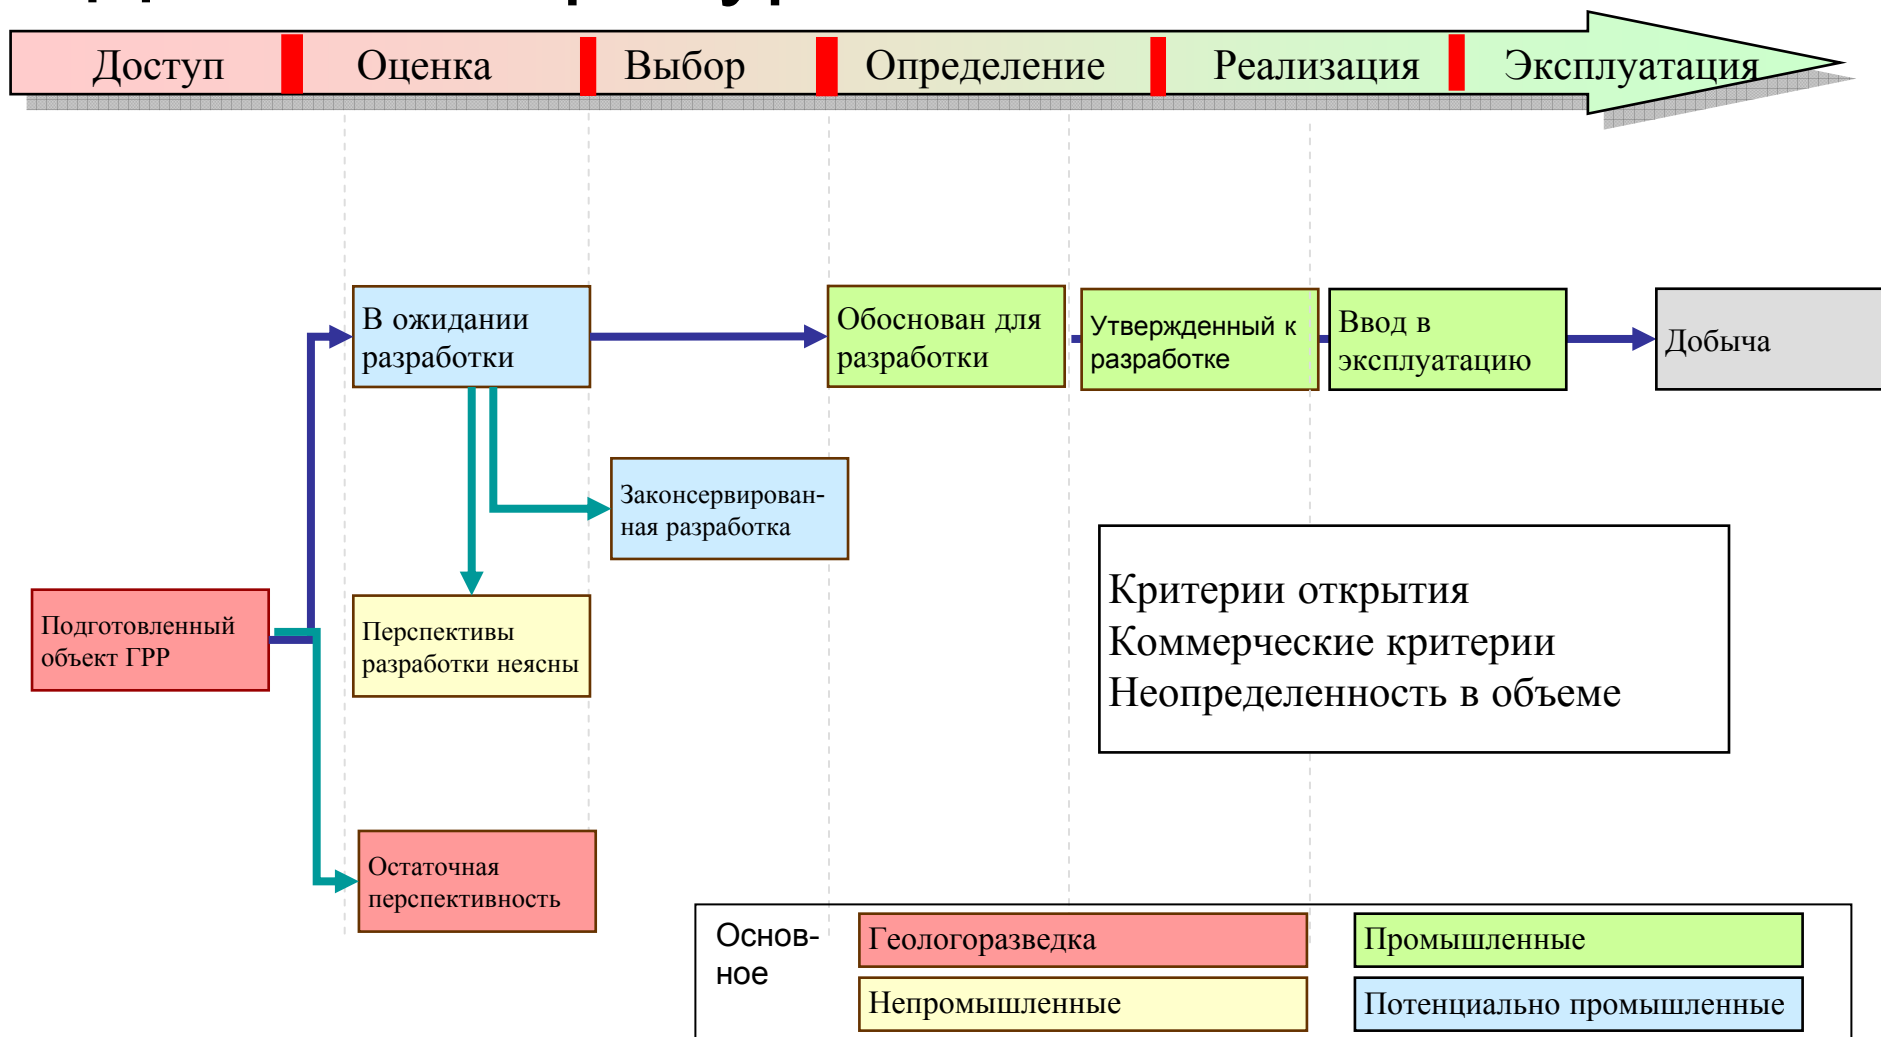 Доступ
Оценка
Выбор
Определение
Реализация
Эксплуатация
В ожидании
разработки
Обоснован для
разработки
Утвержденный к
разработке
Ввод в
эксплуатацию
Добыча
Законсервирован-
ная разработка
Подготовленный
объект ГРР
Перспективы
разработки неясны
Критерии открытия
Коммерческие критерии
Неопределенность в объеме
Остаточная
перспективность
Основ-
ное
Геологоразведка
Промышленные
Непромышленные
Потенциально промышленные